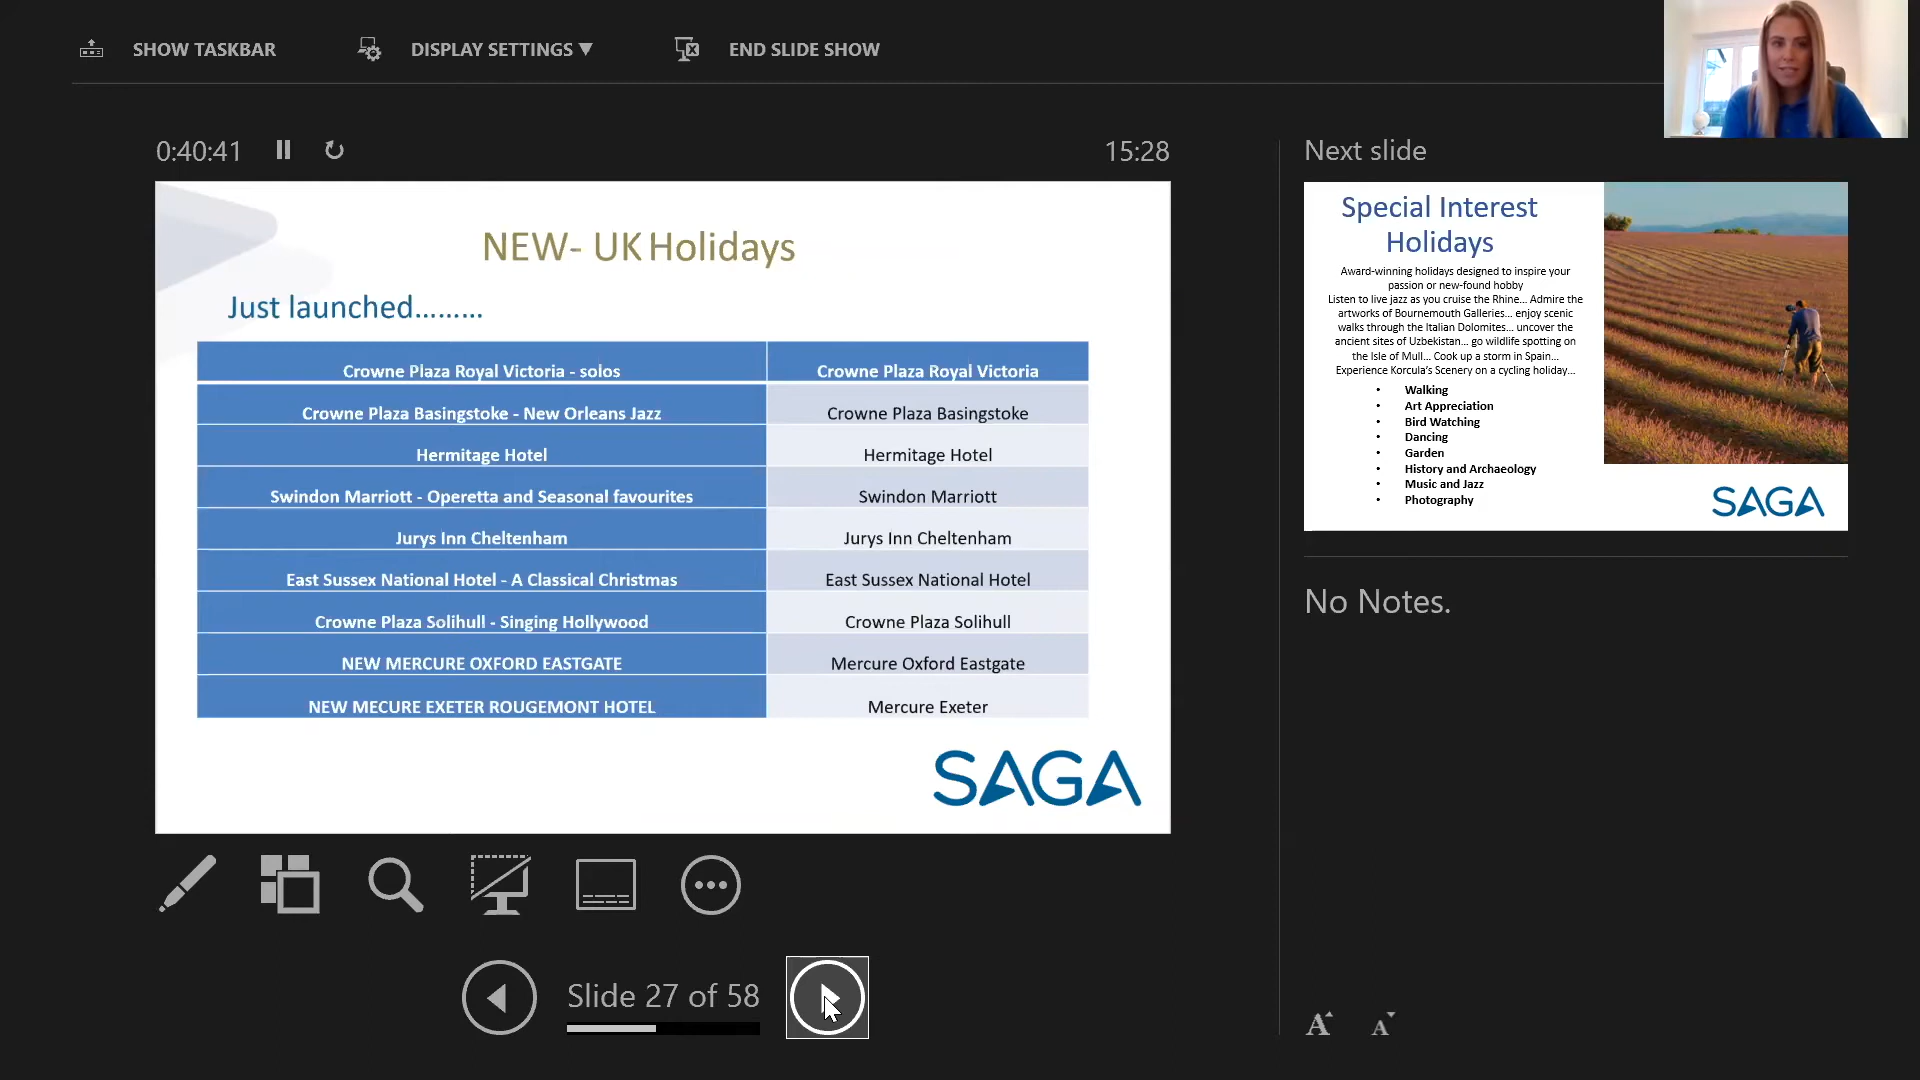 SHOW TASKBAR
DISPLAY SETTINGS ▼
END SLIDE SHOW
0:40:41
15:28
NEW- UK Holidays
Just launched.........
Crowne Plaza Royal Victoria - solos
Crowne Plaza Royal Victoria
Crowne Plaza Basingstoke - New Orleans Jazz
Crowne Plaza Basingstoke
Hermitage Hotel
Hermitage Hotel
Swindon Marriott - Operetta and Seasonal favourites
Swindon Marriott
Jurys Inn Cheltenham
Jurys Inn Cheltenham
East Sussex National Hotel - A Classical Christmas
East Sussex National Hotel
Crowne Plaza Solihull - Singing Hollywood
Crowne Plaza Solihull
NEW MERCURE OXFORD EASTGATE
Mercure Oxford Eastgate
NEW MECURE EXETER ROUGEMONT HOTEL
Mercure Exeter
SAGA
Slide 27 of 58
Next slide
Special Interest
Holidays
Award-winning holidays designed to inspire your
passion or new-found hobby
Listen to live jazz as you cruise the Rhine... Admire the
artworks of Bournemouth Galleries... enjoy scenic
walks through the Italian Dolomites... uncover the
ancient sites of Uzbekistan... go wildlife spotting on
the Isle of Mull... Cook up a storm in Spain...
Experience Korcula's Scenery on a cycling holiday...
• Walking
• Art Appreciation
• Bird Watching
• Dancing
• Garden
• History and Archaeology
• Music and Jazz
• Photography
SAGA
No Notes.
A A